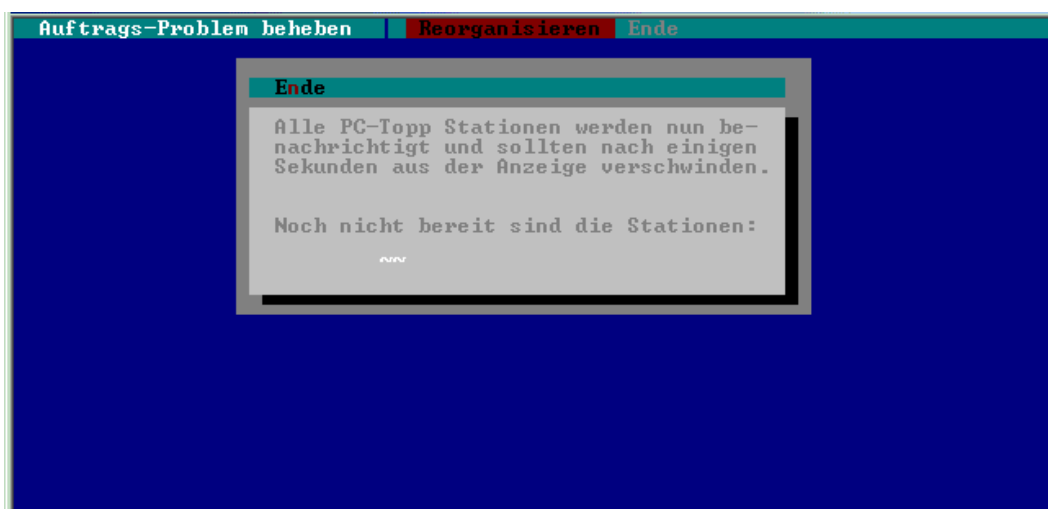 Auftrags-Problem beheben Reorganisieren Ende
Ende
Alle PC-Topp Stationen werden nun be-
nachrichtigt und sollten nach einigen
Sekunden aus der Anzeige verschwinden.
Noch nicht bereit sind die Stationen:
~~